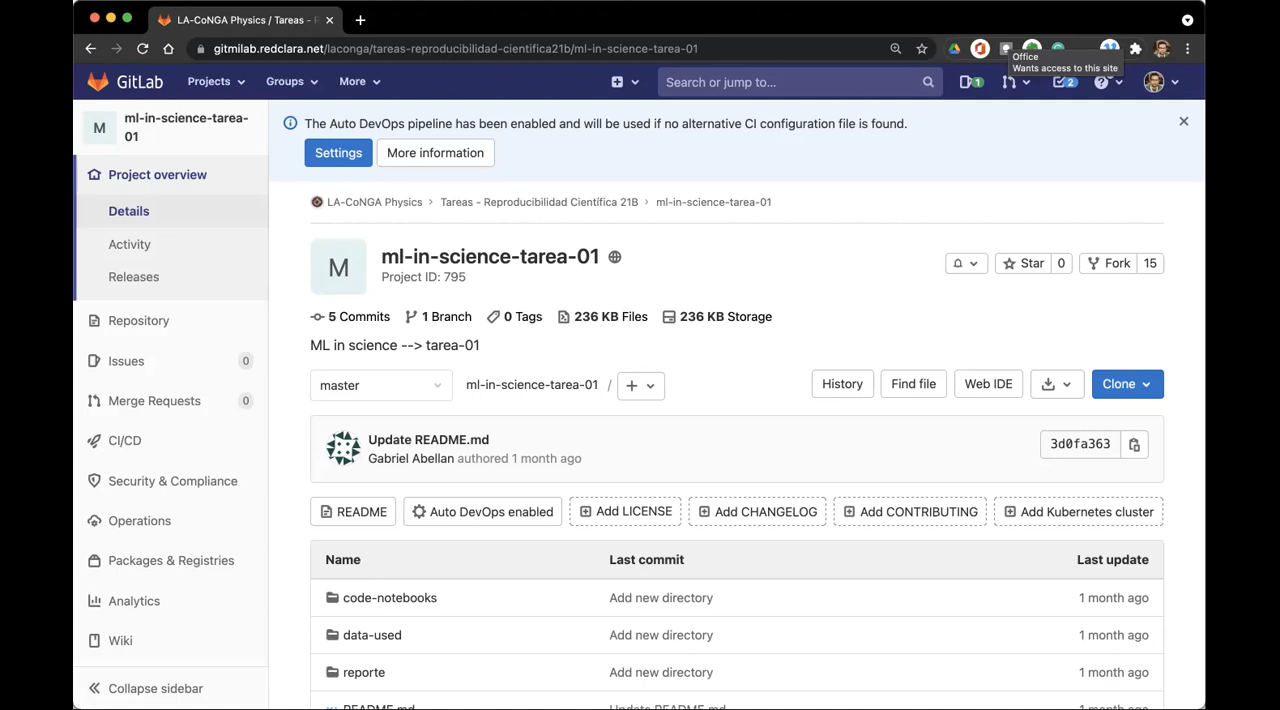 LA-CoNGA Physics / Tareas - R
gitmilab.redclara.net/laconga/tareas-reproducibilidad-cientifica21b/ml-in-science-tarea-01
Office
Wants access to this site
GitLab
Projects
Groups
More
Search or jump to...
1
2
M
ml-in-science-tarea-
01
Project overview
Details
Activity
Releases
Repository
Issues
0
Merge Requests
0
CI/CD
Security & Compliance
Operations
Packages & Registries
Analytics
Wiki
Collapse sidebar
The Auto DevOps pipeline has been enabled and will be used if no alternative CI configuration file is found.
Settings
More information
LA-CoNGA Physics > Tareas - Reproducibilidad Científica 21B > ml-in-science-tarea-01
M
ml-in-science-tarea-01
Project ID: 795
Star 0
Fork 15
5 Commits 1 Branch 0 Tags 236 KB Files 236 KB Storage
ML in science --> tarea-01
master
ml-in-science-tarea-01 /
History
Find file
Web IDE
Clone
Update README.md
Gabriel Abellan authored 1 month ago
3d0fa363
README
Auto DevOps enabled
Add LICENSE
Add CHANGELOG
Add CONTRIBUTING
Add Kubernetes cluster
Name Last commit Last update
code-notebooks Add new directory 1 month ago
data-used Add new directory 1 month ago
reporte Add new directory 1 month ago
README.md Update README.md 1 month ago